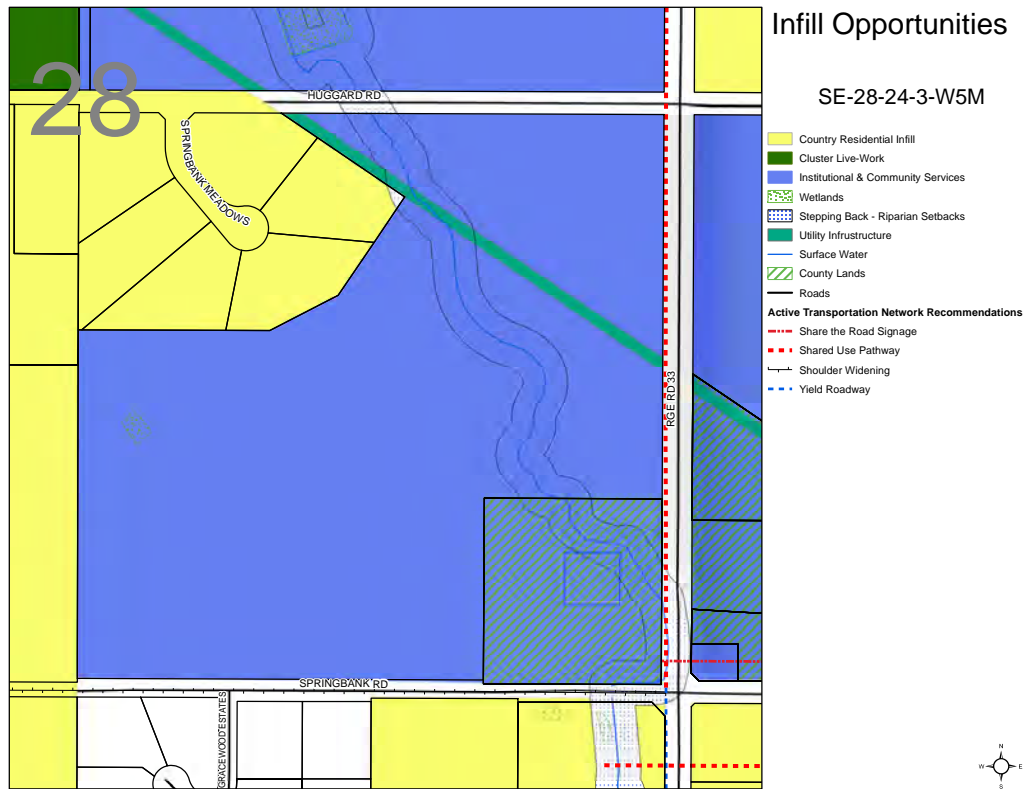 Infill Opportunities
SE-28-24-3-W5M
28
HUGGARD RD
SPRINGBANK MEADOWS
RGE RD 33
SPRINGBANK RD
GRACEWOOD ESTATES
Country Residential Infill
Cluster Live-Work
Institutional & Community Services
Wetlands
Stepping Back - Riparian Setbacks
Utility Infrustructure
Surface Water
County Lands
Roads
Active Transportation Network Recommendations
Share the Road Signage
Shared Use Pathway
Shoulder Widening
Yield Roadway
N
W E
S